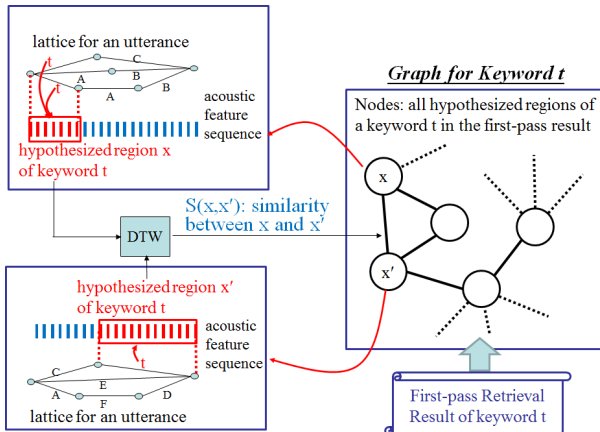 lattice for an utterance
t
C
A
B
t
A
B
acoustic
feature
sequence
hypothesized region x
of keyword t
S(x,x'): similarity
between x and x'
DTW
hypothesized region x'
of keyword t
acoustic
feature
sequence
t
C
E
A
F
D
lattice for an utterance
Graph for Keyword t
Nodes: all hypothesized regions of
a keyword t in the first-pass result
x
x'
First-pass Retrieval
Result of keyword t